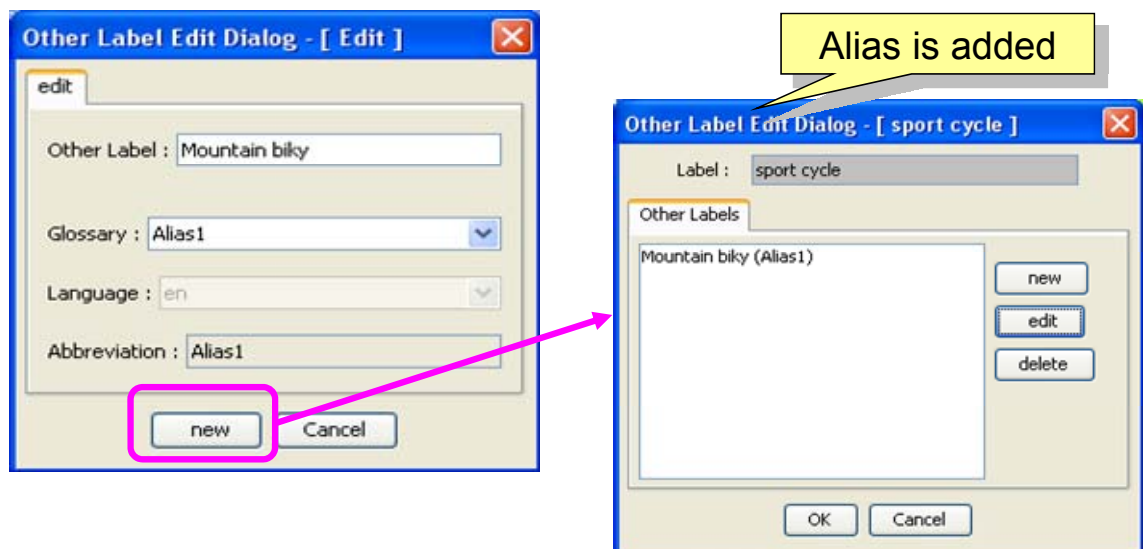 Other Label Edit Dialog - [ Edit ]
edit
Other Label : Mountain biky
Glossary : Alias1
Language : en
Abbreviation : Alias1
new Cancel
Alias is added
Other Label Edit Dialog - [ sport cycle ]
Label : sport cycle
Other Labels
Mountain biky (Alias1)
new
edit
delete
OK Cancel